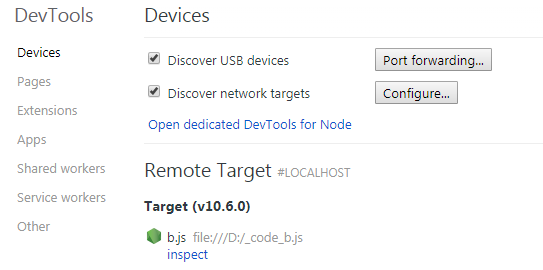 DevTools
Devices
Pages
Extensions
Apps
Shared workers
Service workers
Other
Devices
Discover USB devices
Port forwarding...
Discover network targets
Configure...
Open dedicated DevTools for Node
Remote Target #LOCALHOST
Target (v10.6.0)
b.js file:///D:/_code_b.js
inspect